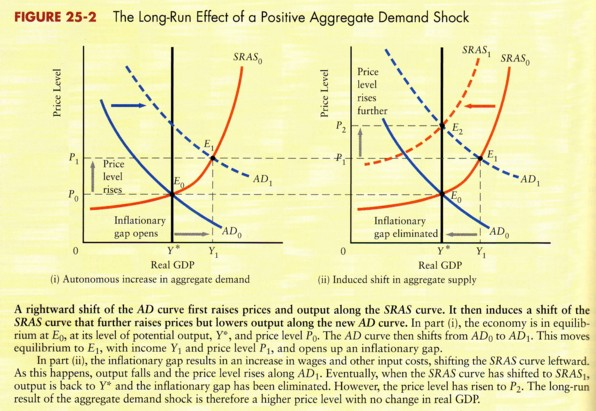 FIGURE 25-2 The Long-Run Effect of a Positive Aggregate Demand Shock
Price Level
SRAS0
E1
P1
Price
level
rises
P0
E0
AD1
Inflationary
gap opens
AD0
0
Y*
Y1
Real GDP
(i) Autonomous increase in aggregate demand
Price Level
SRAS1
SRAS0
Price
level
rises
further
P2
E2
P1
E1
AD1
E0
Inflationary
gap eliminated
AD0
0
Y*
Y1
Real GDP
(ii) Induced shift in aggregate supply
A rightward shift of the AD curve first raises prices and output along the SRAS curve. It then induces a shift of the
SRAS curve that further raises prices but lowers output along the new AD curve. In part (i), the economy is in equilib-
rium at E0, at its level of potential output, Y*, and price level P0. The AD curve then shifts from AD0 to AD1. This moves
equilibrium to E1, with income Y1 and price level P1, and opens up an inflationary gap.
In part (ii), the inflationary gap results in an increase in wages and other input costs, shifting the SRAS curve leftward.
As this happens, output falls and the price level rises along AD1. Eventually, when the SRAS curve has shifted to SRAS1,
output is back to Y* and the inflationary gap has been eliminated. However, the price level has risen to P2. The long-run
result of the aggregate demand shock is therefore a higher price level with no change in real GDP.